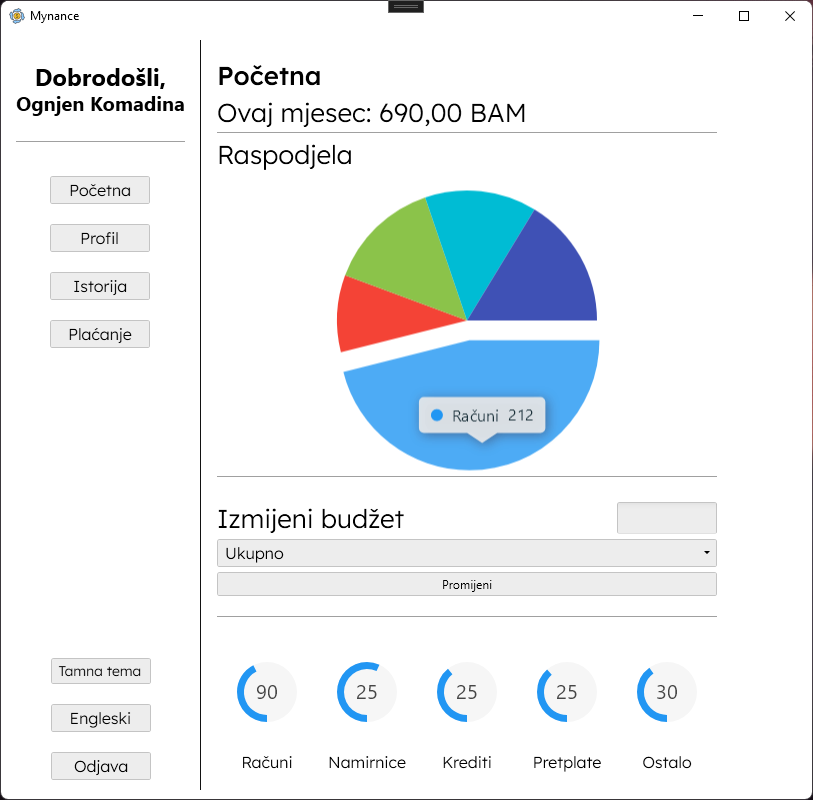 Mynance
Dobrodošli,
Ognjen Komadina
Početna
Profil
Istorija
Plaćanje
Tamna tema
Engleski
Odjava
Početna
Ovaj mjesec: 690,00 BAM
Raspodjela
Računi 212
Izmijeni budžet
Ukupno
Promijeni
90 25 25 25 30
Računi Namirnice Krediti Pretplate Ostalo